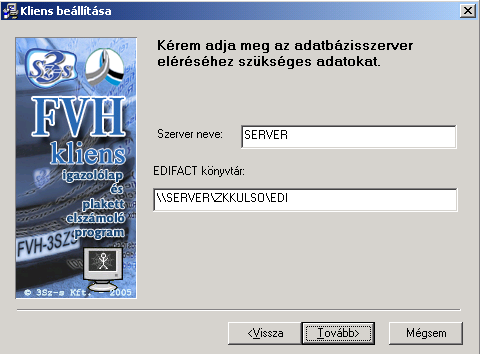 Kliens beállítása
3Sz-s
FVH
kliens
igazolólap
és
plakett
elszámoló
program
FVH-3SZS
© 3Sz-s Kft. - 2005
Kérem adja meg az adatbázisszerver
eléréséhez szükséges adatokat.
Szerver neve:
SERVER
EDIFACT könyvtár:
\\SERVER\ZKKULSO\EDI
<Vissza
Tovább>
Mégsem